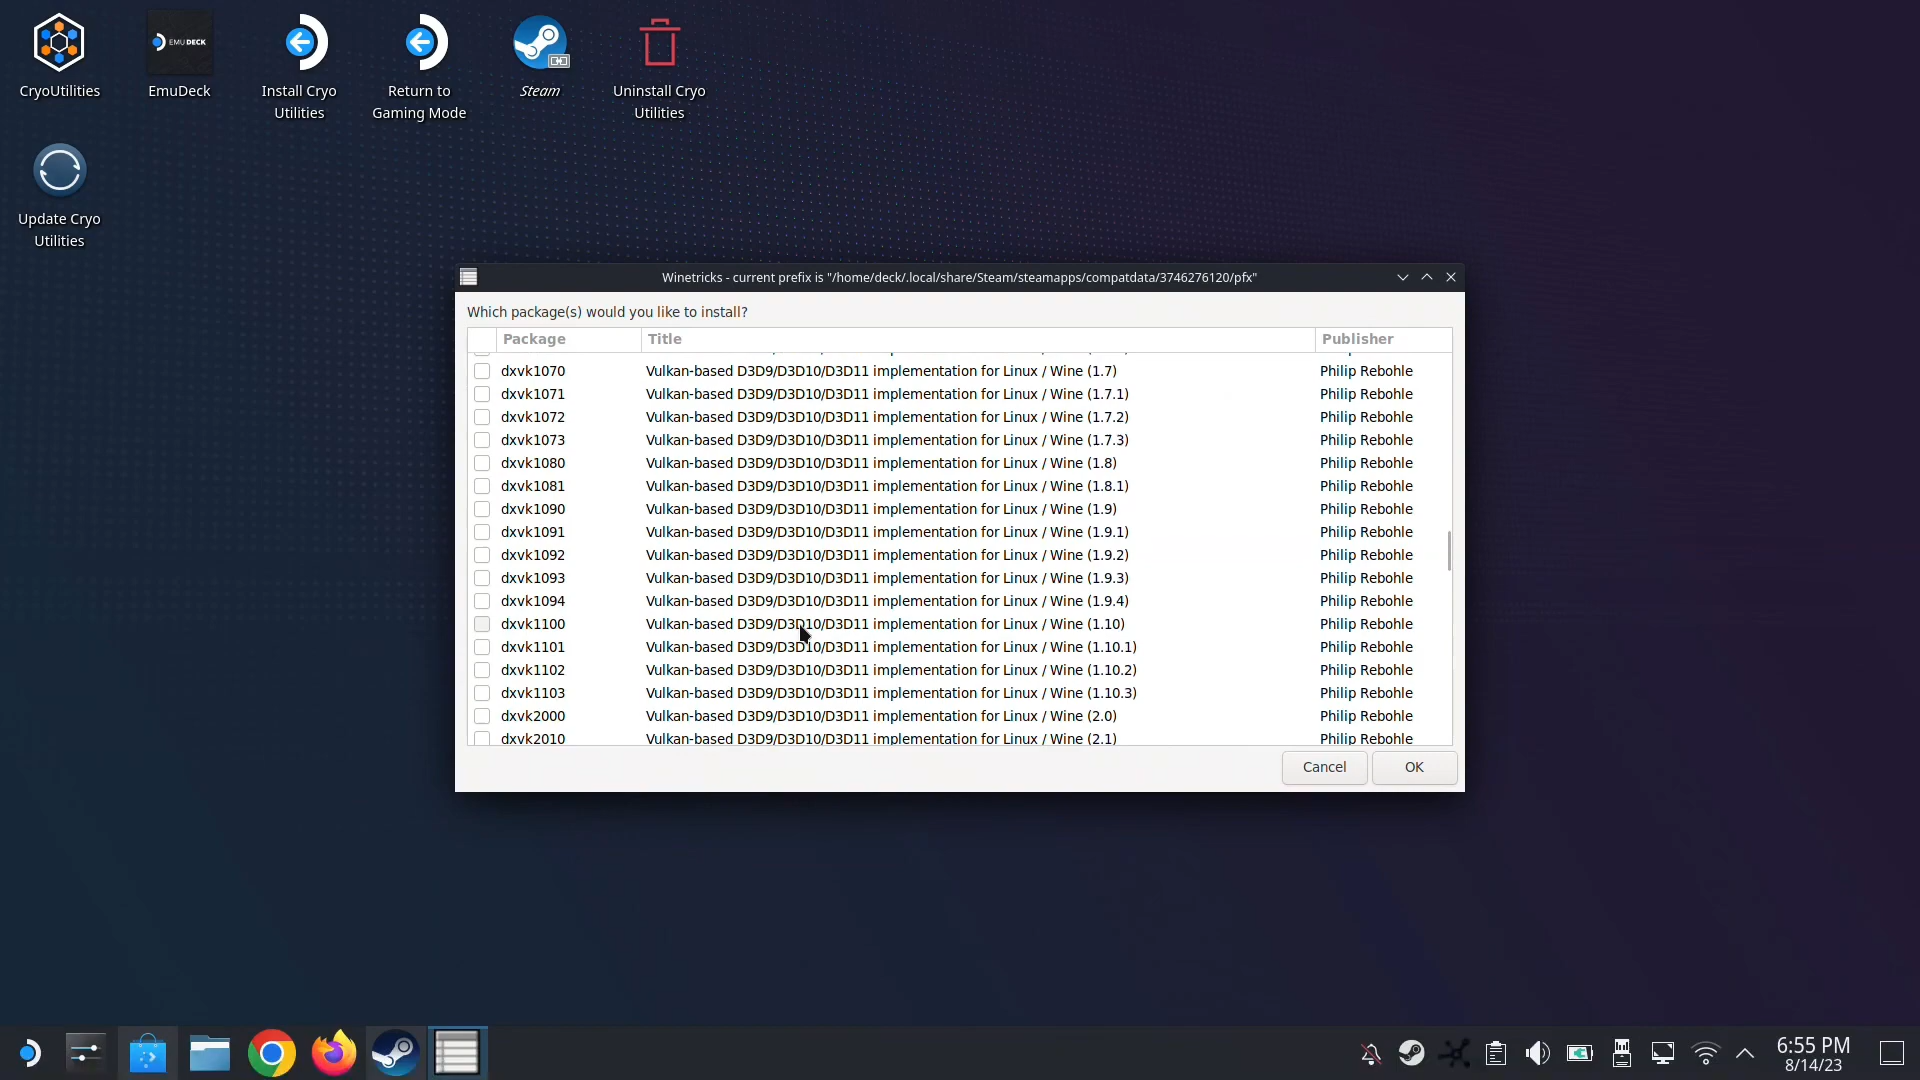 CryoUtilities
EMUDECK
EmuDeck
Install Cryo
Utilities
Return to
Gaming Mode
Steam
Uninstall Cryo
Utilities
Update Cryo
Utilities
Winetricks - current prefix is "/home/deck/.local/share/Steam/steamapps/compatdata/3746276120/pfx"
Which package(s) would you like to install?
Package Title Publisher
dxvk1070 Vulkan-based D3D9/D3D10/D3D11 implementation for Linux / Wine (1.7) Philip Rebohle
dxvk1071 Vulkan-based D3D9/D3D10/D3D11 implementation for Linux / Wine (1.7.1) Philip Rebohle
dxvk1072 Vulkan-based D3D9/D3D10/D3D11 implementation for Linux / Wine (1.7.2) Philip Rebohle
dxvk1073 Vulkan-based D3D9/D3D10/D3D11 implementation for Linux / Wine (1.7.3) Philip Rebohle
dxvk1080 Vulkan-based D3D9/D3D10/D3D11 implementation for Linux / Wine (1.8) Philip Rebohle
dxvk1081 Vulkan-based D3D9/D3D10/D3D11 implementation for Linux / Wine (1.8.1) Philip Rebohle
dxvk1090 Vulkan-based D3D9/D3D10/D3D11 implementation for Linux / Wine (1.9) Philip Rebohle
dxvk1091 Vulkan-based D3D9/D3D10/D3D11 implementation for Linux / Wine (1.9.1) Philip Rebohle
dxvk1092 Vulkan-based D3D9/D3D10/D3D11 implementation for Linux / Wine (1.9.2) Philip Rebohle
dxvk1093 Vulkan-based D3D9/D3D10/D3D11 implementation for Linux / Wine (1.9.3) Philip Rebohle
dxvk1094 Vulkan-based D3D9/D3D10/D3D11 implementation for Linux / Wine (1.9.4) Philip Rebohle
dxvk1100 Vulkan-based D3D9/D3D10/D3D11 implementation for Linux / Wine (1.10) Philip Rebohle
dxvk1101 Vulkan-based D3D9/D3D10/D3D11 implementation for Linux / Wine (1.10.1) Philip Rebohle
dxvk1102 Vulkan-based D3D9/D3D10/D3D11 implementation for Linux / Wine (1.10.2) Philip Rebohle
dxvk1103 Vulkan-based D3D9/D3D10/D3D11 implementation for Linux / Wine (1.10.3) Philip Rebohle
dxvk2000 Vulkan-based D3D9/D3D10/D3D11 implementation for Linux / Wine (2.0) Philip Rebohle
dxvk2010 Vulkan-based D3D9/D3D10/D3D11 implementation for Linux / Wine (2.1) Philip Rebohle
Cancel OK
6:55 PM
8/14/23